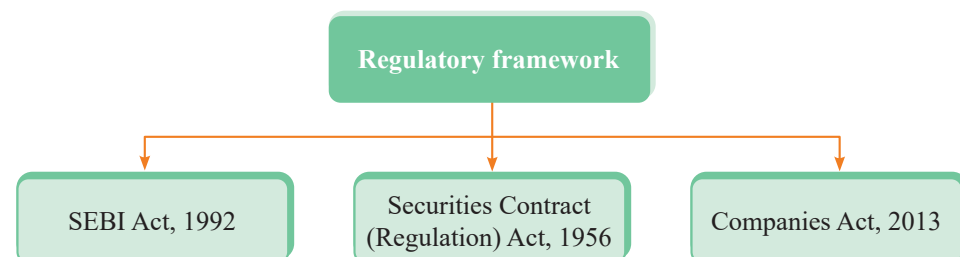 Regulatory framework
SEBI Act, 1992
Securities Contract
(Regulation) Act, 1956
Companies Act, 2013